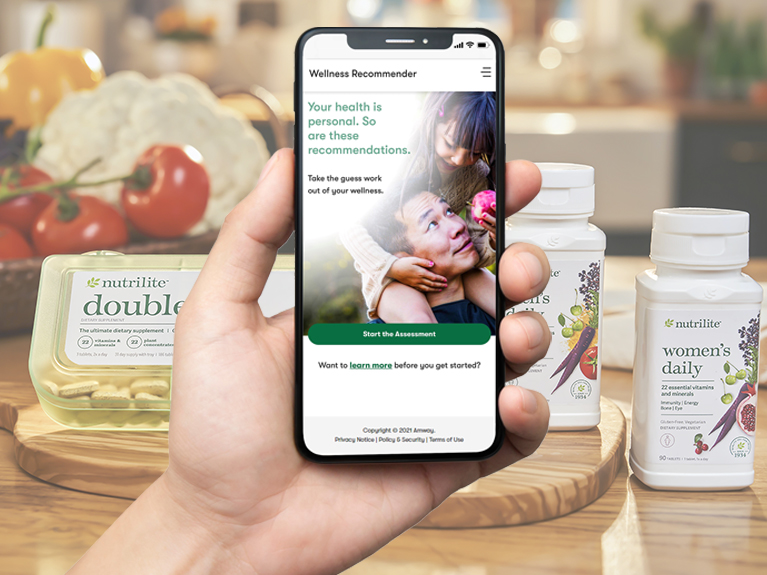 Wellness Recommender
Your health is
personal. So
are these
recommendations.
Take the guess work
out of your wellness.
Start the Assessment
Want to learn more before you get started?
Copyright © 2021 Amway.
Privacy Notice | Policy & Security | Terms of Use
nutrilite
double
DIETARY SUPPLEMENT
The ultimate dietary supplement
22 vitamins &
minerals
22 plant
concentrates
daily
nutrilite
women's
daily
22 essential vitamins
and minerals
Immunity | Energy
Bone | Eye
Gluten Free | Vegetarian
DIETARY SUPPLEMENT
90 TABLETS
1934